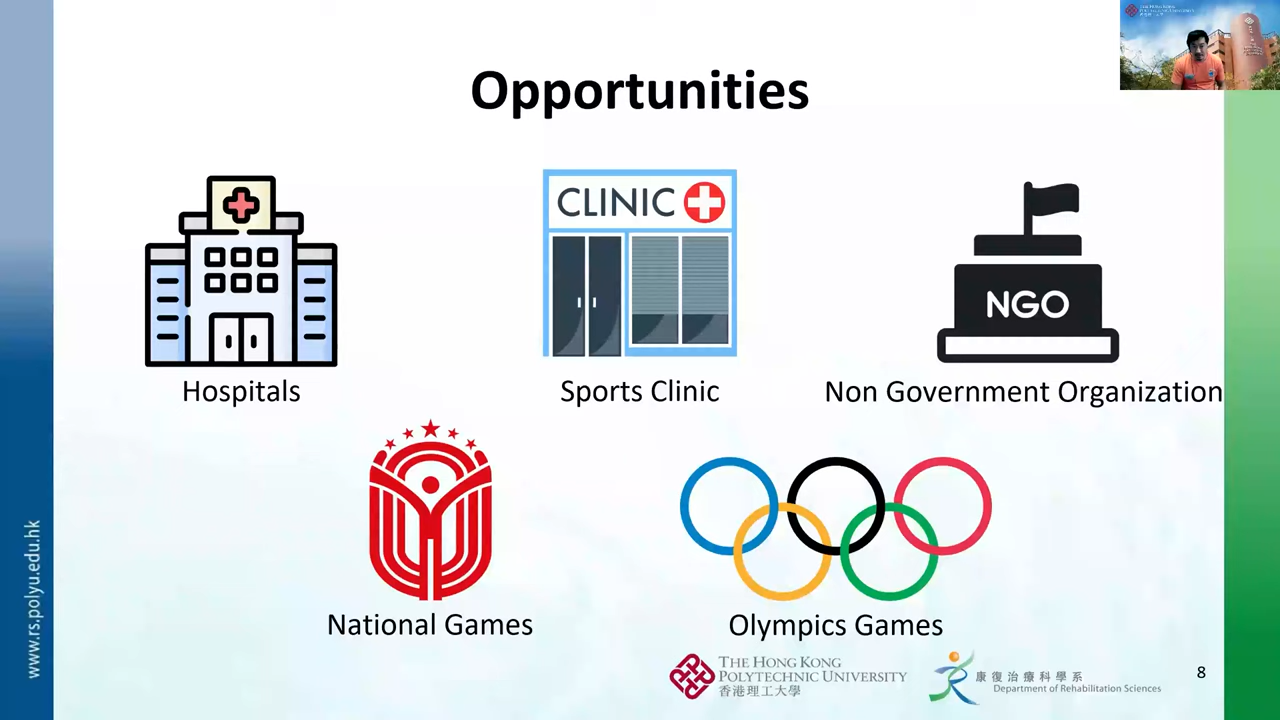 Opportunities
CLINIC
NGO
Hospitals
Sports Clinic
Non Government Organization
National Games
Olympics Games
www.rs.polyu.edu.hk
THE HONG KONG
POLYTECHNIC UNIVERSITY
香港理工大學
康復治療科學系
Department of Rehabilitation Sciences
8